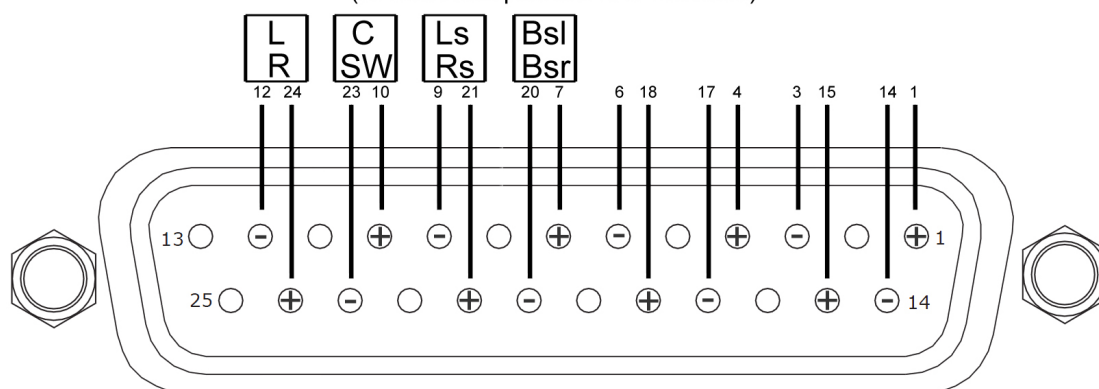 L
R
C
SW
Ls
Rs
Bsl
Bsr
12 24 23 10 9 21 20 7 6 18 17 4 3 15 14 1
13 - + - + - + - + 1
25 + - + - + - + - 14